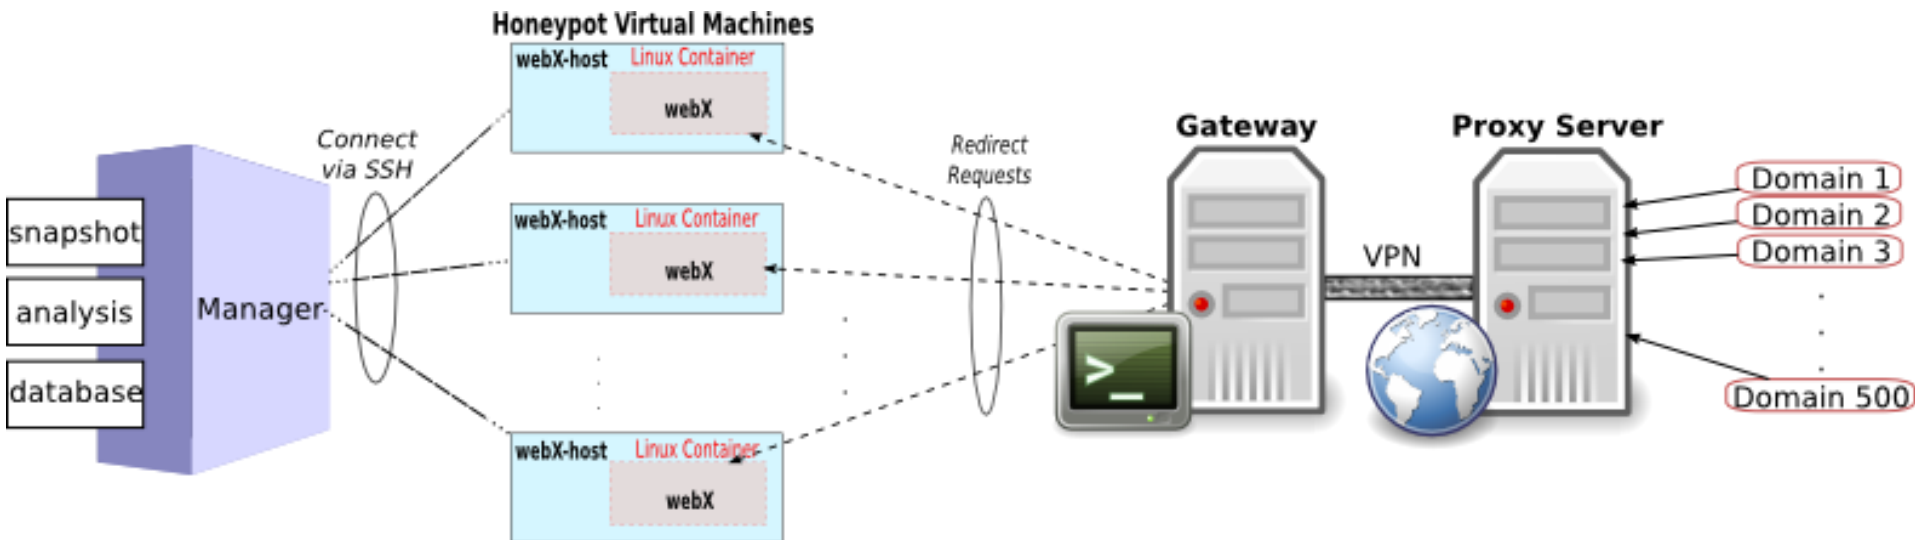 Honeypot Virtual Machines
webX-host Linux Container
webX
Connect
via SSH
snapshot
analysis
database
Manager
webX-host Linux Container
webX
webX-host Linux Container
webX
Redirect
Requests
Gateway
>_
VPN
Proxy Server
Domain 1
Domain 2
Domain 3
Domain 500